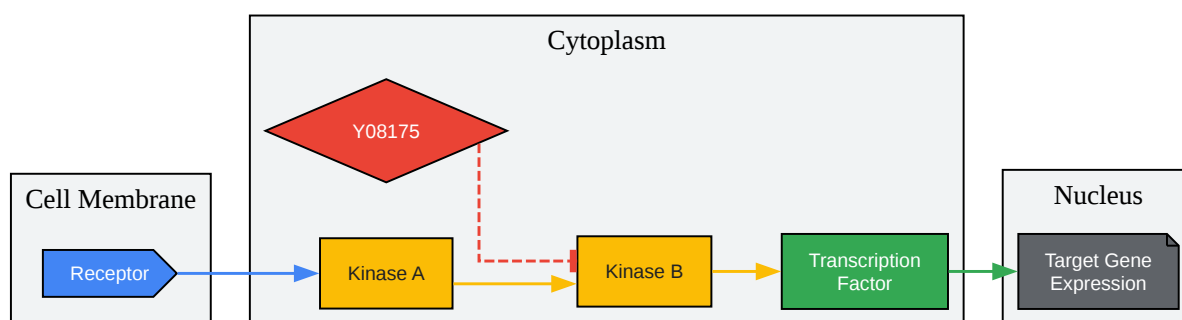 Cytoplasm
Y08175
Cell Membrane
Nucleus
Receptor
Kinase A
Kinase B
Transcription
Factor
Target Gene
Expression